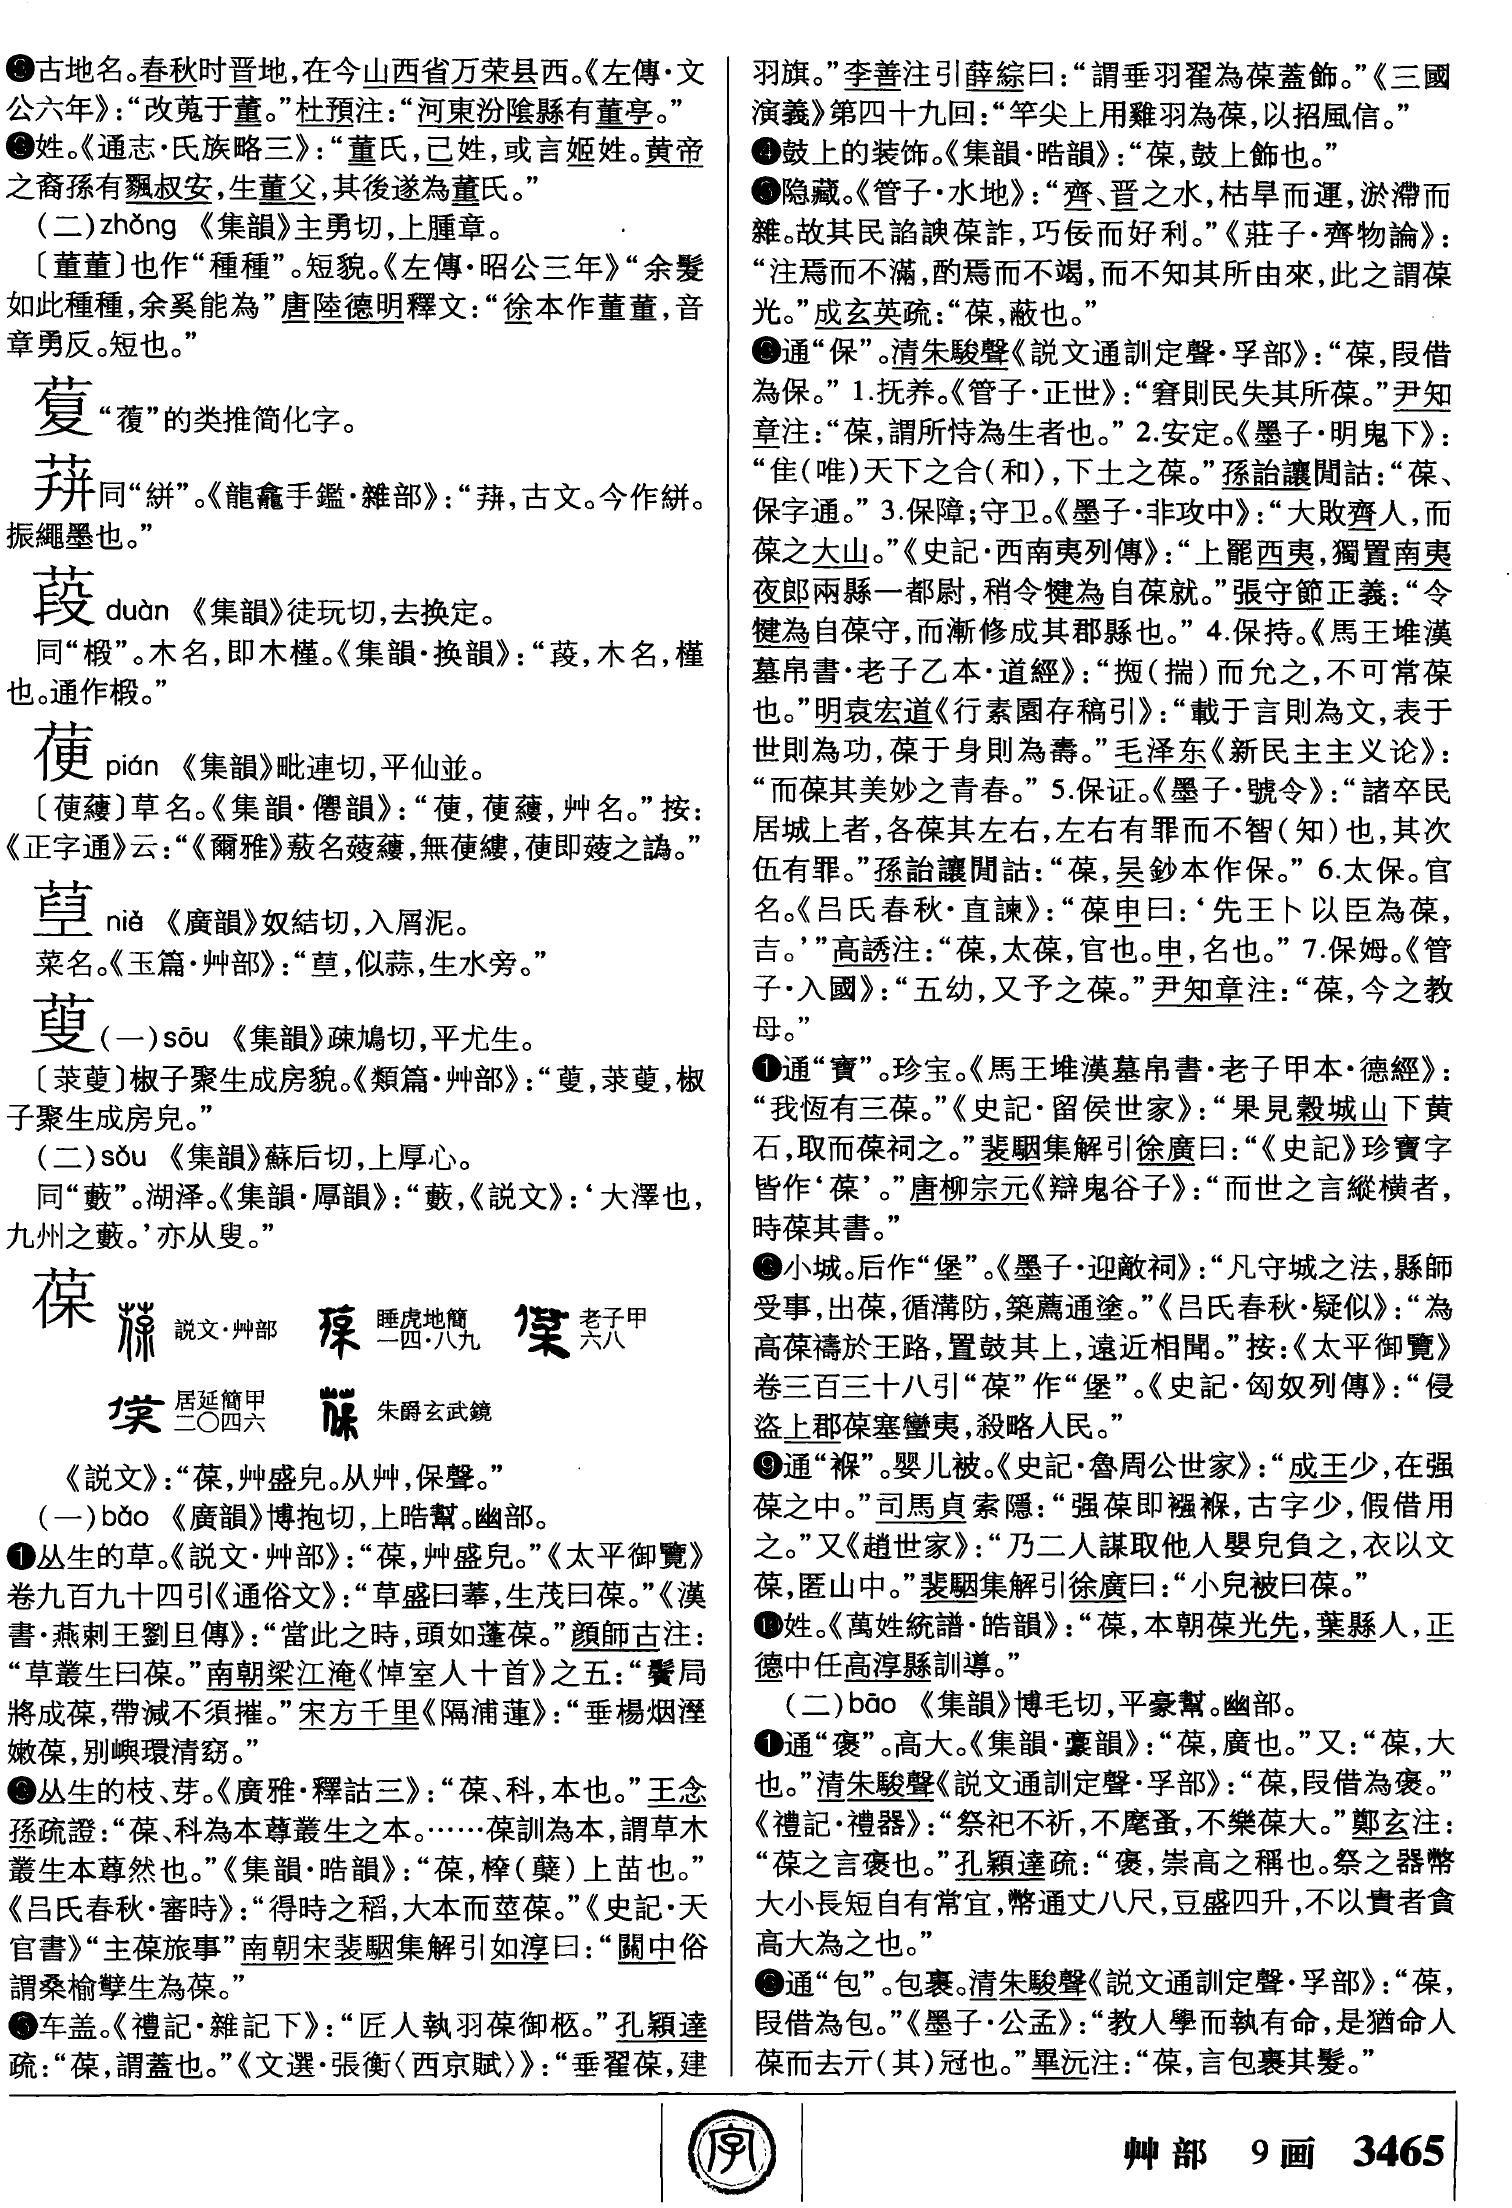 ❷古地名。春秋时晋地,在今山西省万荣县西。《左傳·文
公六年》:“改蒐于董。”杜預注:“河東汾陰縣有董亭。”
❸姓。《通志·氏族略三》:“董氏,己姓,或言姬姓。黄帝
之裔孫有飂叔安,生董父,其後遂為董氏。”
(二)zhǒng 《集韻》主勇切,上腫章。
〔董董〕也作“種種”。短貌。《左傳·昭公三年》“余髮
如此種種,余奚能為”唐陸德明釋文:“徐本作董董,音
章勇反。短也。”
“蕧”的类推简化字。
同“絣”。《龍龕手鑑·雜部》:“䓑,古文。今作絣。
振繩墨也。”
葮 duàn 《集韻》徒玩切,去换定。
同“椴”。木名,即木槿。《集韻·换韻》:“葮,木名,槿
也。通作椴。”
㛹 pián 《集韻》毗連切,平仙並。
〔䓲蔞〕草名。《集韻·僊韻》:“䓲,䓲蔞,艸名。”按:
《正字通》云:“《爾雅》蔜名蔆蔞,無䓲縷,䓲即蔆之譌。”
niè 《廣韻》奴結切,入屑泥。
菜名。《玉篇·艸部》:“䓃,似蒜,生水旁。”
㛮(一)sōu 《集韻》疎鳩切,平尤生。
〔莍蓃〕椒子聚生成房貌。《類篇·艸部》:“蓃,莍蓃,椒
子聚生成房皃。”
(二)sǒu 《集韻》蘇后切,上厚心。
同“藪”。湖泽。《集韻·厚韻》:“藪,《説文》:‘大澤也,
九州之藪。’亦从叟。”
葆 説文·艸部 睡虎地簡一四·八九 老子甲六八
居延簡甲二〇四六 朱爵玄武鏡
《説文》:“葆,艸盛皃。从艸,保聲。”
(一)bǎo 《廣韻》博抱切,上晧幫。幽部。
❶丛生的草。《説文·艸部》:“葆,艸盛皃。”《太平御覽》
卷九百九十四引《通俗文》:“草盛曰菶,生茂曰葆。”《漢
書·燕剌王劉旦傳》:“當此之時,頭如蓬葆。”顔師古注:
“草叢生曰葆。”南朝梁江淹《悼室人十首》之五:“鬢局
將成葆,帶減不須摧。”宋方千里《隔浦蓮》:“垂楊烟溼
嫩葆,别嶼環清窈。”
❷丛生的枝、芽。《廣雅·釋詁三》:“葆、科,本也。”王念
孫疏證:“葆、科為本蓴叢生之本。……葆訓為本,謂草木
叢生本蓴然也。”《集韻·晧韻》:“葆,榟(蘖)上苗也。”
《吕氏春秋·審時》:“得時之稻,大本而莖葆。”《史記·天
官書》“主葆旅事”南朝宋裴駰集解引如淳曰:“關中俗
謂桑榆孽生為葆。”
❸车盖。《禮記·雜記下》:“匠人執羽葆御柩。”孔穎達
疏:“葆,謂蓋也。”《文選·張衡〈西京賦〉》:“垂翟葆,建
羽旗。”李善注引薛綜曰:“謂垂羽翟為葆蓋飾。”《三國
演義》第四十九回:“竿尖上用雞羽為葆,以招風信。”
❹鼓上的装饰。《集韻·晧韻》:“葆,鼓上飾也。”
❺隐藏。《管子·水地》:“齊、晋之水,枯旱而運,淤滯而
雜。故其民諂諛葆詐,巧佞而好利。”《莊子·齊物論》:
“注焉而不滿,酌焉而不竭,而不知其所由來,此之謂葆
光。”成玄英疏:“葆,蔽也。”
❻通“保”。清朱駿聲《説文通訓定聲·孚部》:“葆,叚借
為保。”1.抚养。《管子·正世》:“窘則民失其所葆。”尹知
章注:“葆,謂所恃為生者也。”2.安定。《墨子·明鬼下》:
“隹(唯)天下之合(和),下土之葆。”孫詒讓閒詁:“葆、
保字通。”3.保障;守卫。《墨子·非攻中》:“大敗齊人,而
葆之大山。”《史記·西南夷列傳》:“上罷西夷,獨置南夷
夜郎兩縣一都尉,稍令犍為自葆就。”張守節正義:“令
犍為自葆守,而漸修成其郡縣也。”4.保持。《馬王堆漢
墓帛書·老子乙本·道經》:“㨊(揣)而允之,不可常葆
也。”明袁宏道《行素園存稿引》:“載于言則為文,表于
世則為功,葆于身則為壽。”毛泽东《新民主主义论》:
“而葆其美妙之青春。”5.保证。《墨子·號令》:“諸卒民
居城上者,各葆其左右,左右有罪而不智(知)也,其次
伍有罪。”孫詒讓閒詁:“葆,吴鈔本作保。”6.太保。官
名。《吕氏春秋·直諫》:“葆申曰:‘先王卜以臣為葆,
吉。’”高誘注:“葆,太葆,官也。申,名也。”7.保姆。《管
子·入國》:“五幼,又予之葆。”尹知章注:“葆,今之教
母。”
❼通“寶”。珍宝。《馬王堆漢墓帛書·老子甲本·德經》:
“我恆有三葆。”《史記·留侯世家》:“果見穀城山下黄
石,取而葆祠之。”裴駰集解引徐廣曰:“《史記》珍寶字
皆作‘葆’。”唐柳宗元《辯鬼谷子》:“而世之言縱横者,
時葆其書。”
❽小城。后作“堡”。《墨子·迎敵祠》:“凡守城之法,縣師
受事,出葆,循溝防,築薦通塗。”《吕氏春秋·疑似》:“為
高葆禱於王路,置鼓其上,遠近相聞。”按:《太平御覽》
卷三百三十八引“葆”作“堡”。《史記·匈奴列傳》:“侵
盜上郡葆塞蠻夷,殺略人民。”
❾通“褓”。婴儿被。《史記·魯周公世家》:“成王少,在强
葆之中。”司馬貞索隱:“强葆即襁褓,古字少,假借用
之。”又《趙世家》:“乃二人謀取他人嬰兒負之,衣以文
葆,匿山中。”裴駰集解引徐廣曰:“小兒被曰葆。”
❿姓。《萬姓統譜·皓韻》:“葆,本朝葆光先,葉縣人,正
德中任高淳縣訓導。”
(二)bāo 《集韻》博毛切,平豪幫。幽部。
❶通“褒”。高大。《集韻·豪韻》:“葆,廣也。”又:“葆,大
也。”清朱駿聲《説文通訓定聲·孚部》:“葆,叚借為褒。”
《禮記·禮器》:“祭祀不祈,不麾蚤,不樂葆大。”鄭玄注:
“葆之言褒也。”孔穎達疏:“褒,崇高之稱也。祭之器幣
大小長短自有常宜,幣通丈八尺,豆盛四升,不以貴者貪
高大為之也。”
❷通“包”。包裹。清朱駿聲《説文通訓定聲·孚部》:“葆,
叚借為包。”《墨子·公孟》:“教人學而執有命,是猶命人
葆而去亓(其)冠也。”畢沅注:“葆,言包裹其髮。”
字
艸部 9画 3465